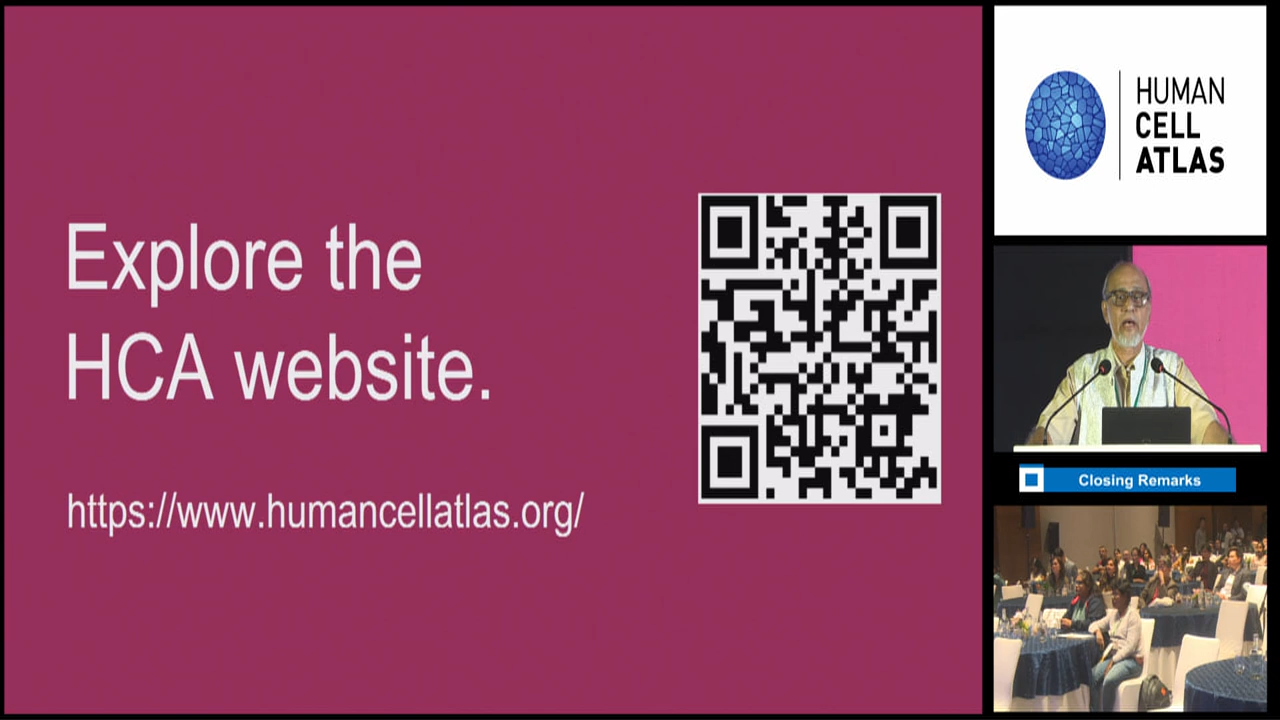 Explore the
HCA website.
https://www.humancellatlas.org/
HUMAN
CELL
ATLAS
Closing Remarks